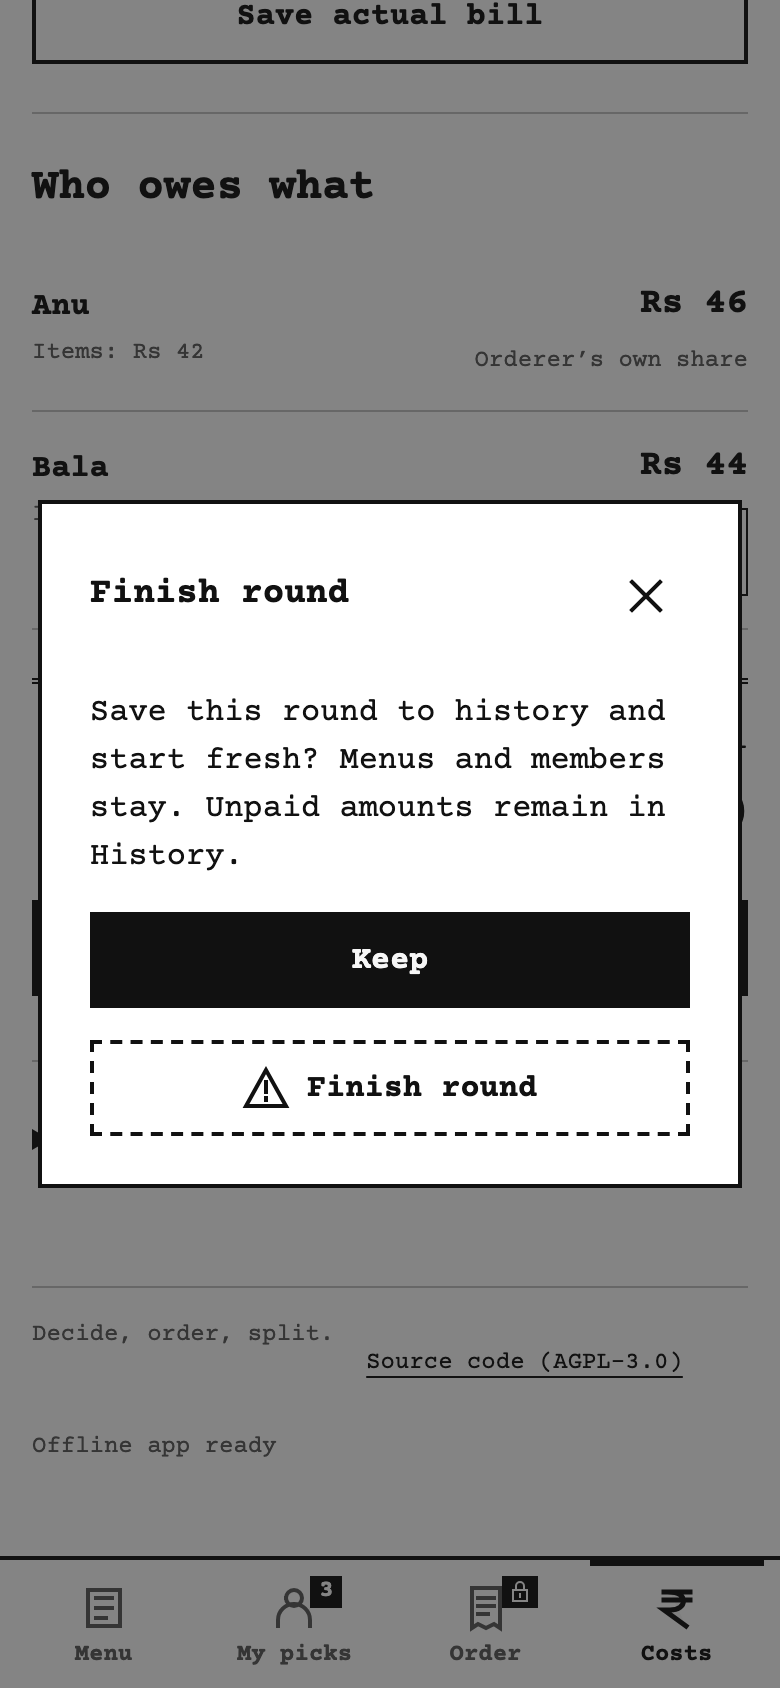 Save actual bill
Who owes what
Anu
Rs 46
Items: Rs 42
Orderer’s own share
Bala
Rs 44
Finish round
Save this round to history and
start fresh? Menus and members
stay. Unpaid amounts remain in
History.
Keep
Finish round
Decide, order, split.
Source code (AGPL-3.0)
Offline app ready
3
Menu
My picks
Order
₹
Costs